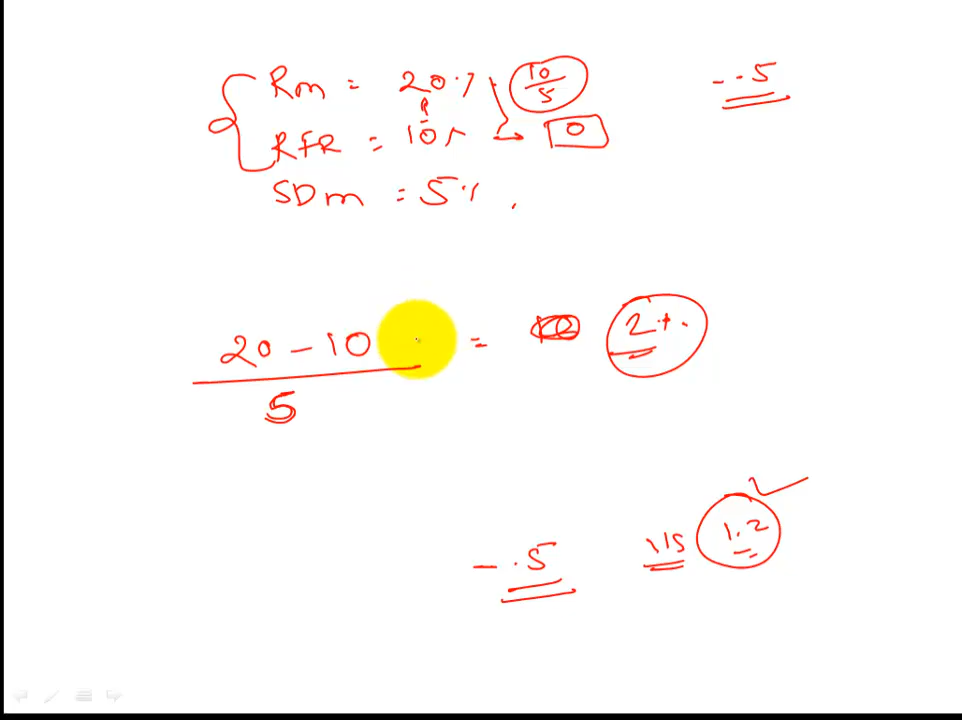 Rm = 20% 10/5 -.5
RFR = 10% 0
SDm = 5%
20 - 10 = 2
5
-.5 1.2